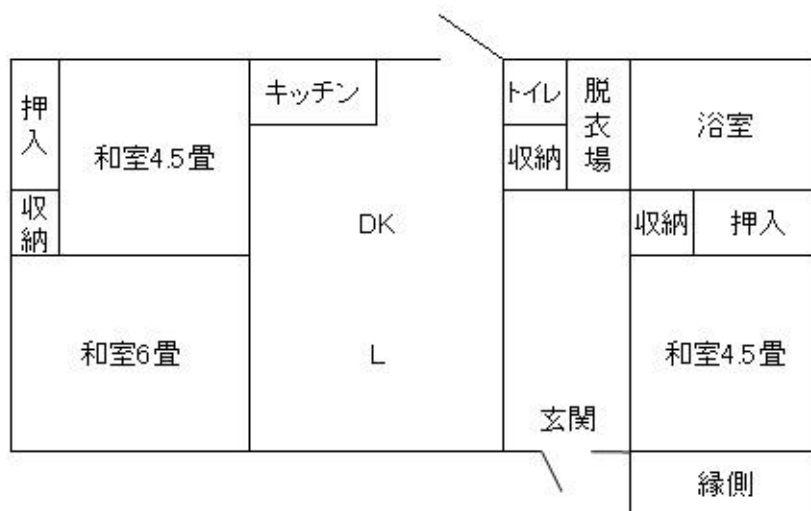 押入
和室4.5畳
キッチン
トイレ
脱衣場
浴室
収納
収納
DK
収納
押入
和室6畳
L
和室4.5畳
玄関
縁側